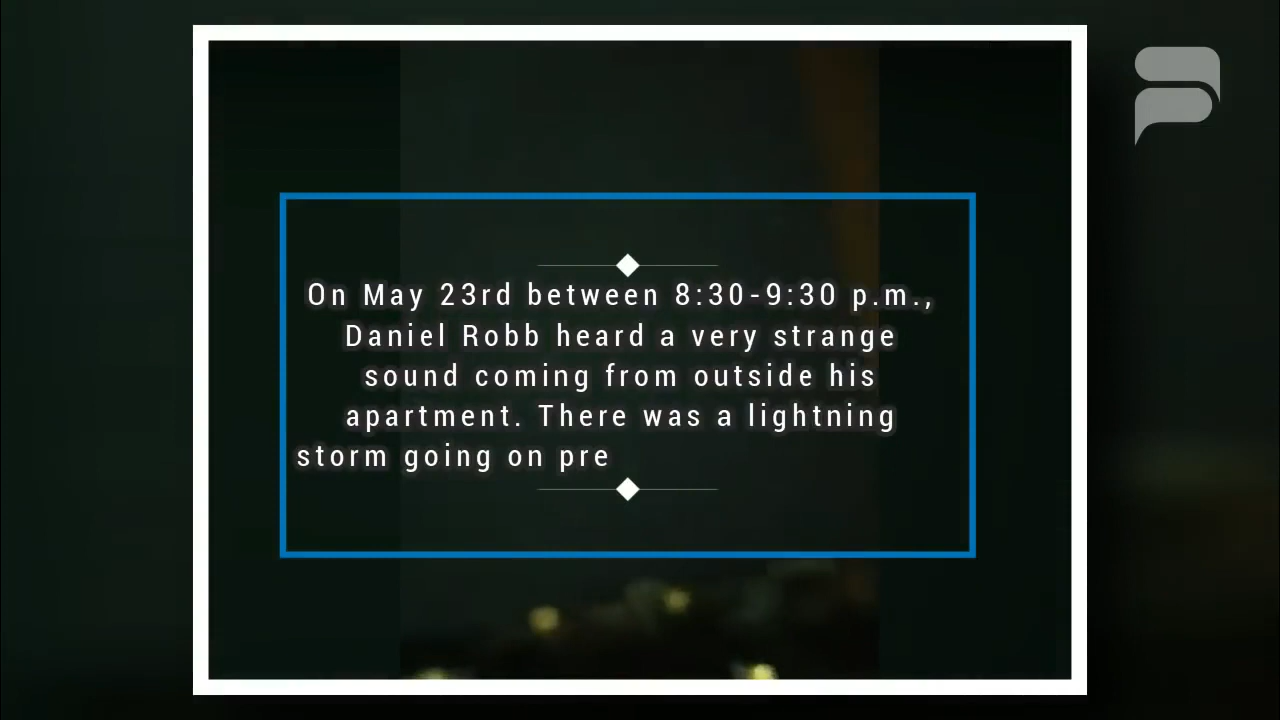 On May 23rd between 8:30-9:30 p.m.,
Daniel Robb heard a very strange
sound coming from outside his
apartment. There was a lightning
storm going on pre